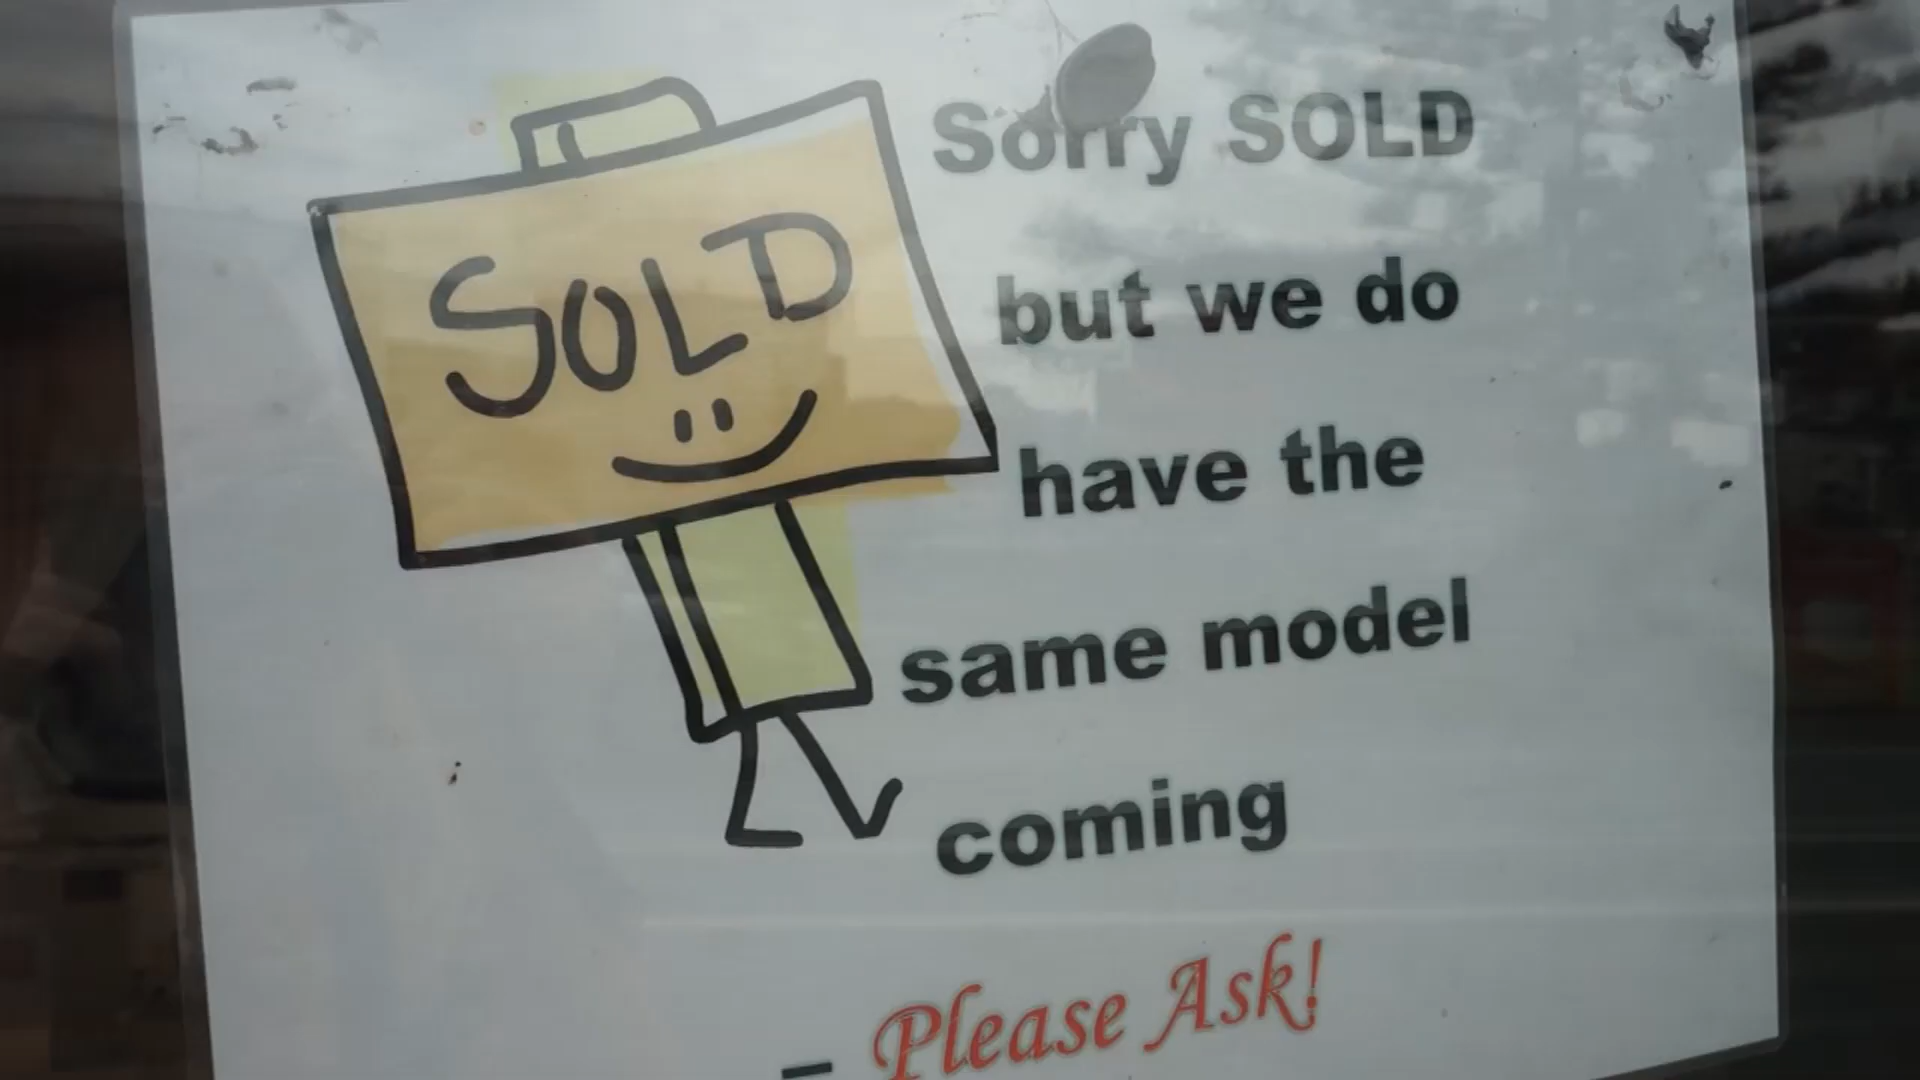 SOLD
Sorry SOLD
but we do
have the
same model
coming
– Please Ask!